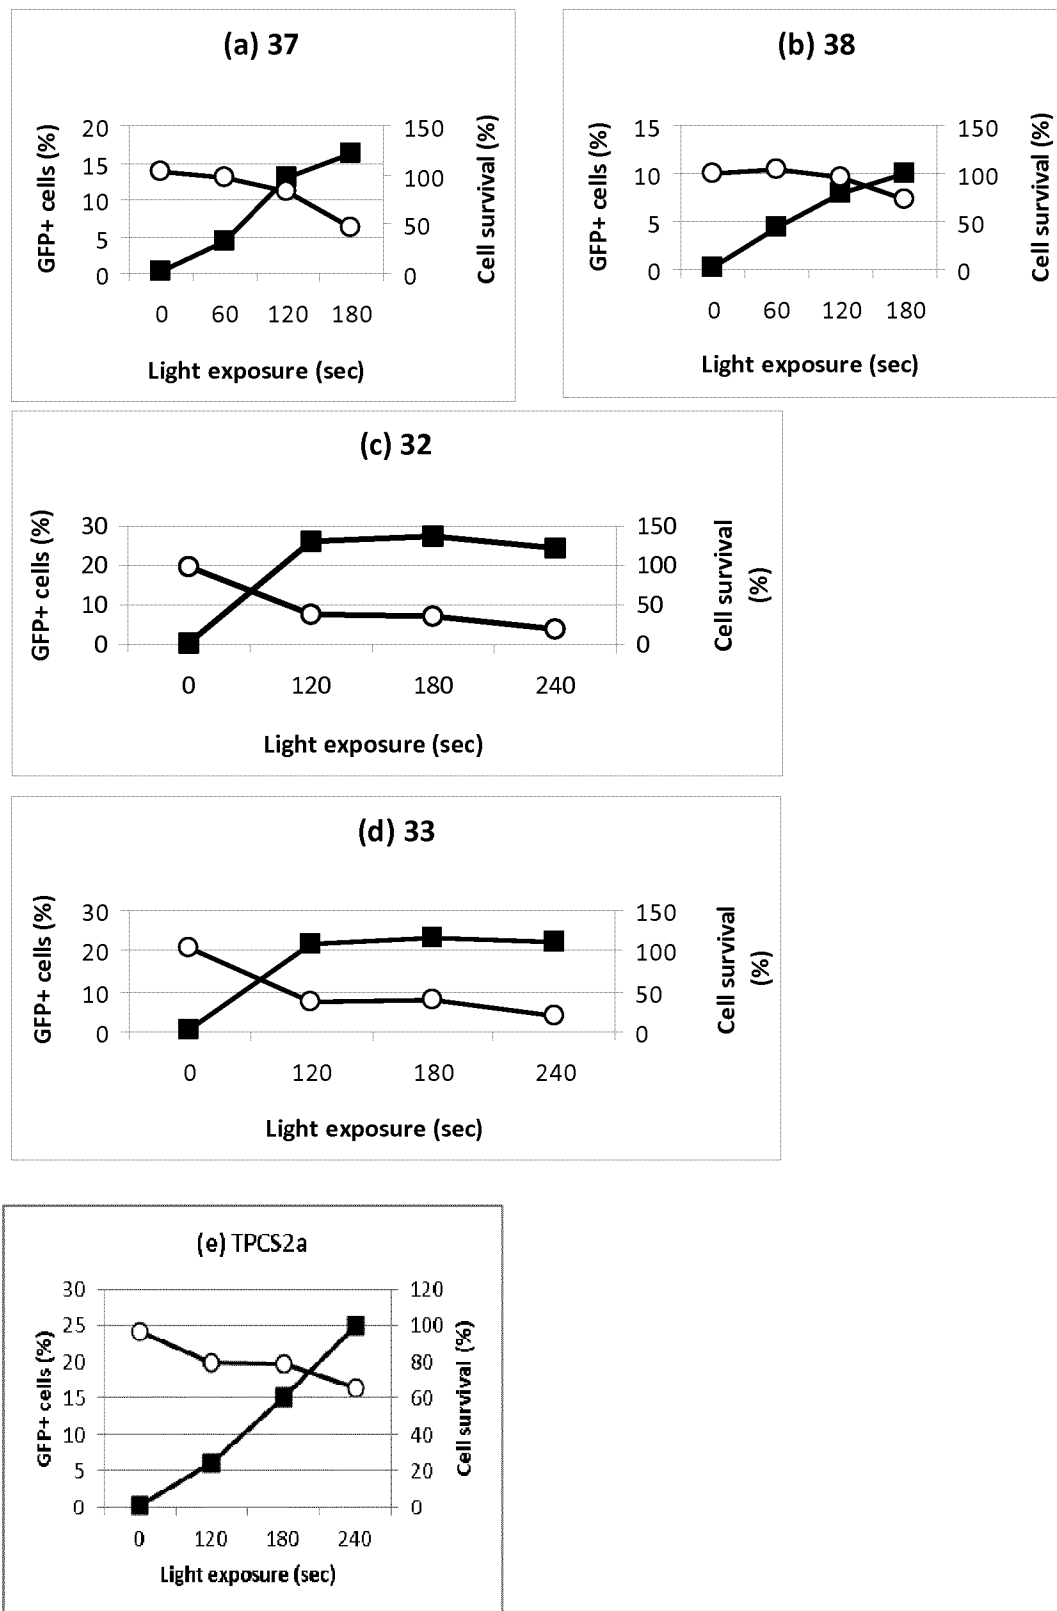 (a) 37
GFP+ cells (%)
20
15
10
5
0
150
100
50
0
Cell survival (%)
0 60 120 180
Light exposure (sec)
(b) 38
GFP+ cells (%)
15
10
5
0
150
100
50
0
Cell survival (%)
0 60 120 180
Light exposure (sec)
(c) 32
GFP+ cells (%)
30
20
10
0
150
100
50
0
Cell survival
(%)
0 120 180 240
Light exposure (sec)
(d) 33
GFP+ cells (%)
30
20
10
0
150
100
50
0
Cell survival
(%)
0 120 180 240
Light exposure (sec)
(e) TPCS2a
GFP+ cells (%)
30
25
20
15
10
5
0
120
100
80
60
40
20
0
Cell survival (%)
0 120 180 240
Light exposure (sec)